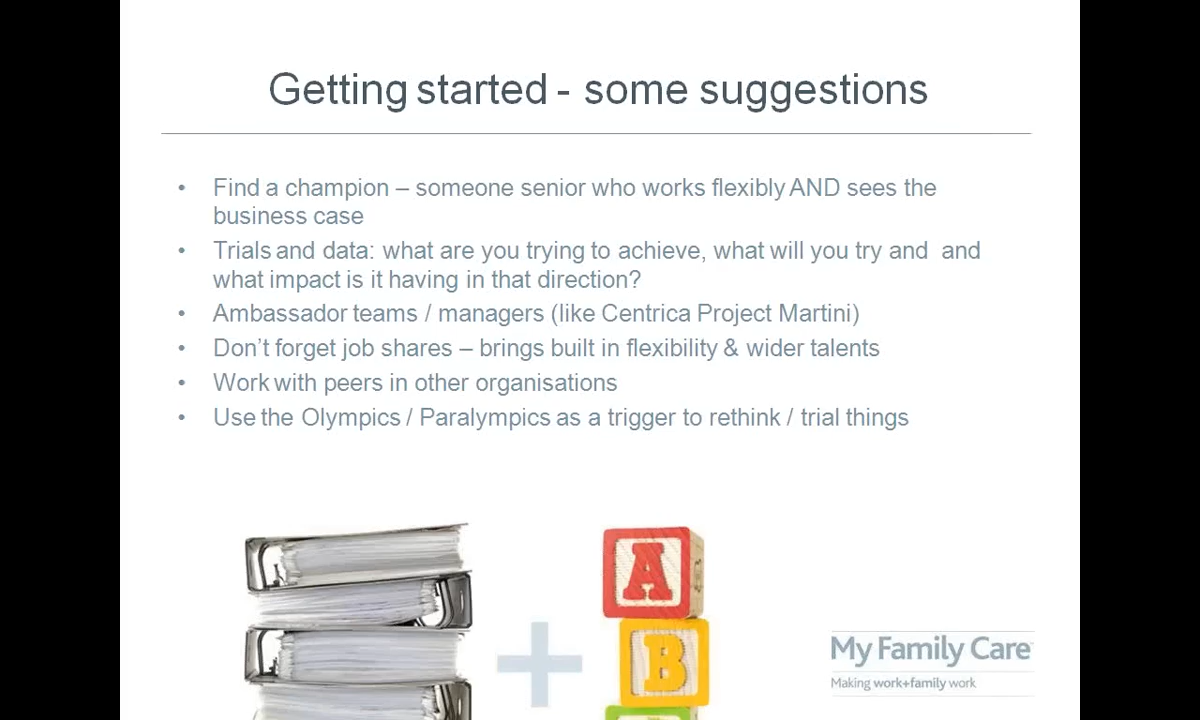 Getting started - some suggestions
• Find a champion – someone senior who works flexibly AND sees the
business case
• Trials and data: what are you trying to achieve, what will you try and  and
what impact is it having in that direction?
• Ambassador teams / managers (like Centrica Project Martini)
• Don't forget job shares – brings built in flexibility & wider talents
• Work with peers in other organisations
• Use the Olympics / Paralympics as a trigger to rethink / trial things
A
B
My Family Care
Making work+family work